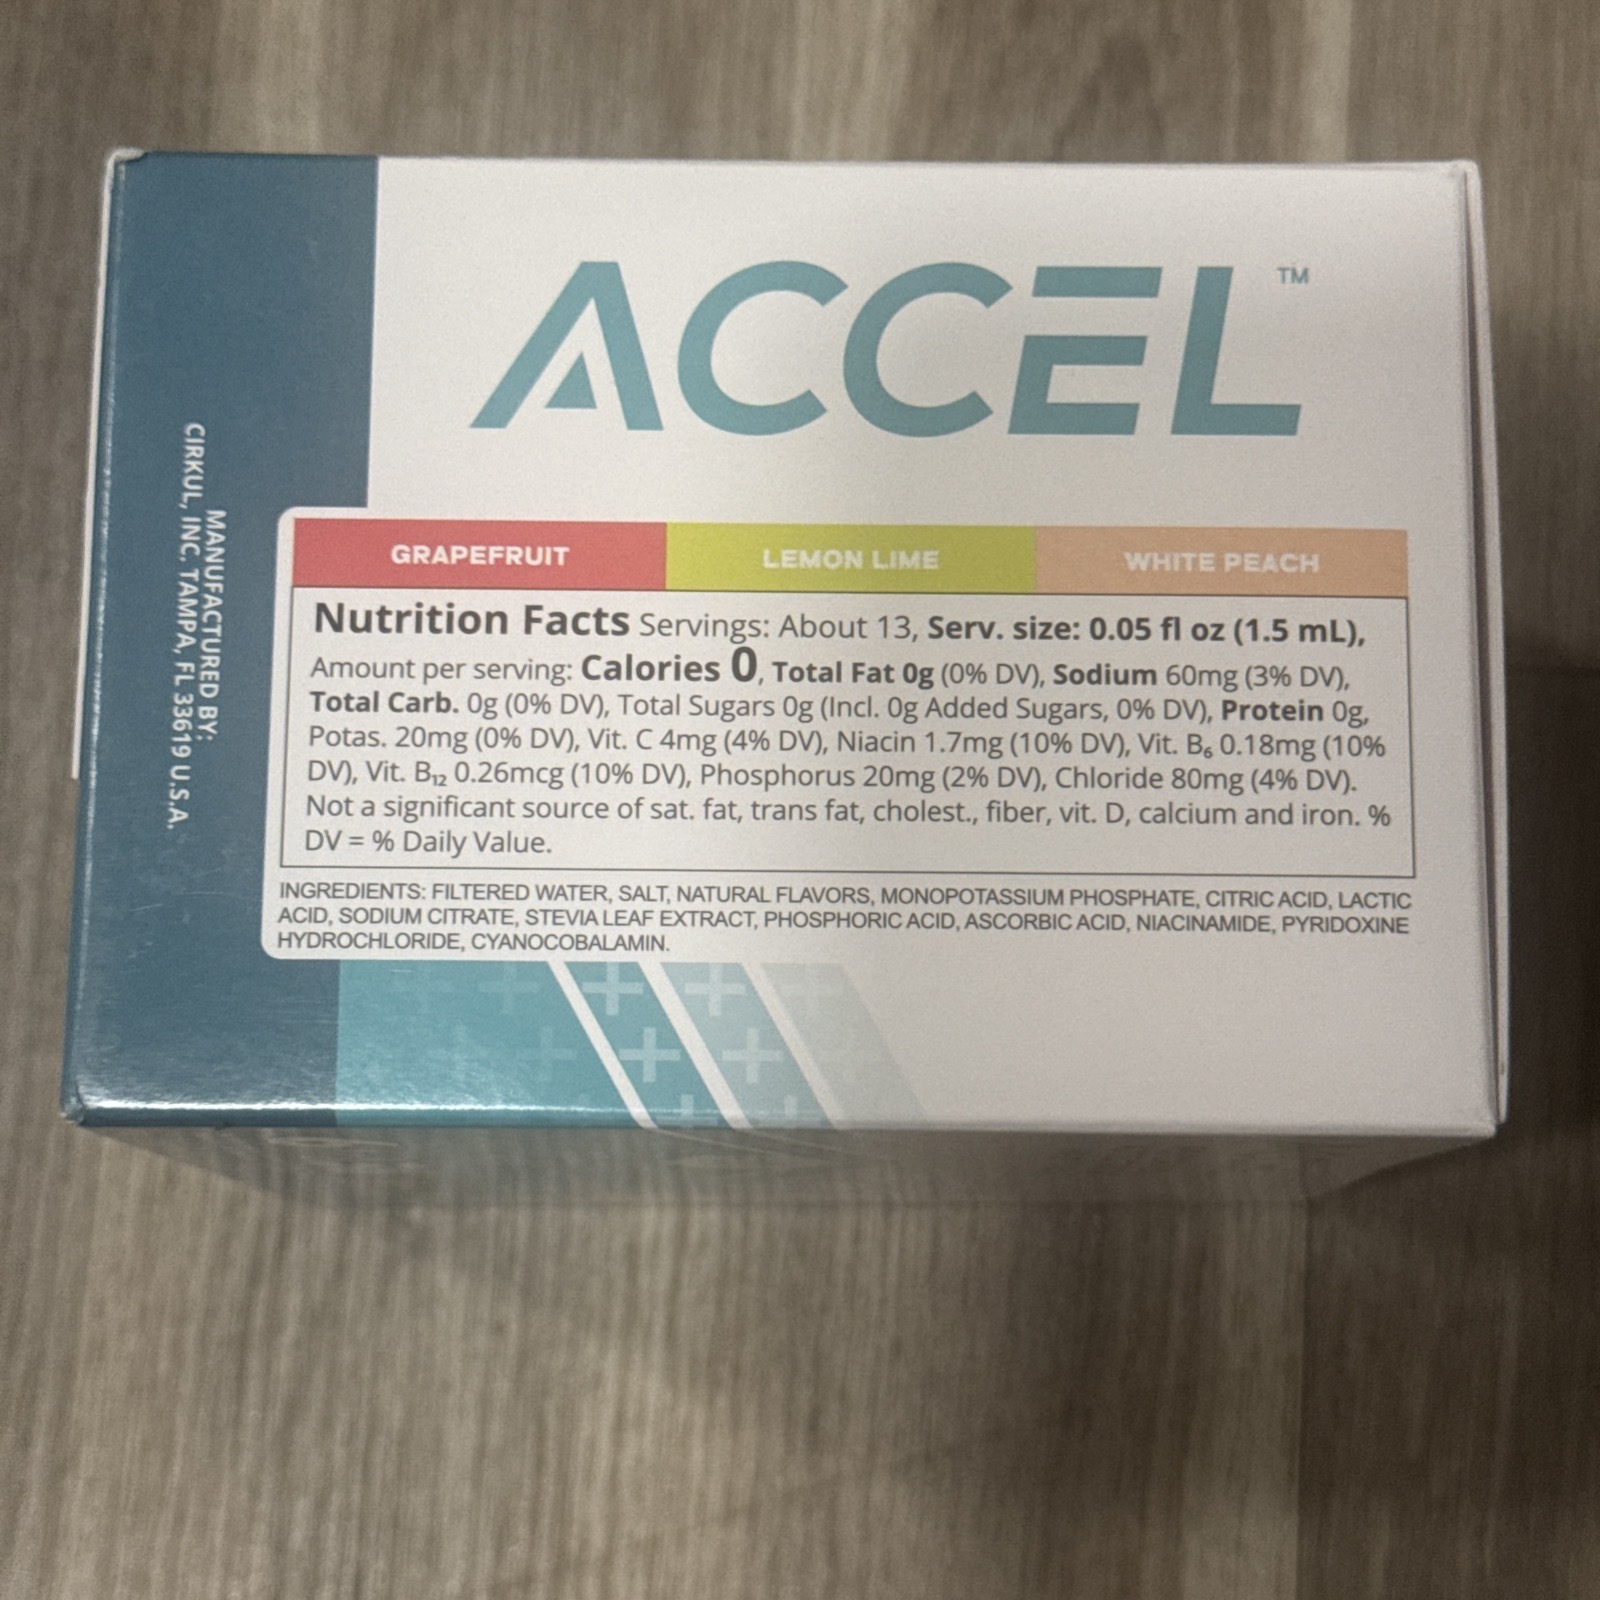 ACCEL™
GRAPEFRUIT
LEMON LIME
WHITE PEACH
Nutrition Facts Servings: About 13, Serv. size: 0.05 fl oz (1.5 mL),
Amount per serving: Calories 0, Total Fat 0g (0% DV), Sodium 60mg (3% DV),
Total Carb. 0g (0% DV), Total Sugars 0g (Incl. 0g Added Sugars, 0% DV), Protein 0g,
Potas. 20mg (0% DV), Vit. C 4mg (4% DV), Niacin 1.7mg (10% DV), Vit. B₆ 0.18mg (10%
DV), Vit. B₁₂ 0.26mcg (10% DV), Phosphorus 20mg (2% DV), Chloride 80mg (4% DV).
Not a significant source of sat. fat, trans fat, cholest., fiber, vit. D, calcium and iron. %
DV = % Daily Value.
INGREDIENTS: FILTERED WATER, SALT, NATURAL FLAVORS, MONOPOTASSIUM PHOSPHATE, CITRIC ACID, LACTIC
ACID, SODIUM CITRATE, STEVIA LEAF EXTRACT, PHOSPHORIC ACID, ASCORBIC ACID, NIACINAMIDE, PYRIDOXINE
HYDROCHLORIDE, CYANOCOBALAMIN.
MANUFACTURED BY:
CIRKUL, INC. TAMPA, FL 33619 U.S.A.